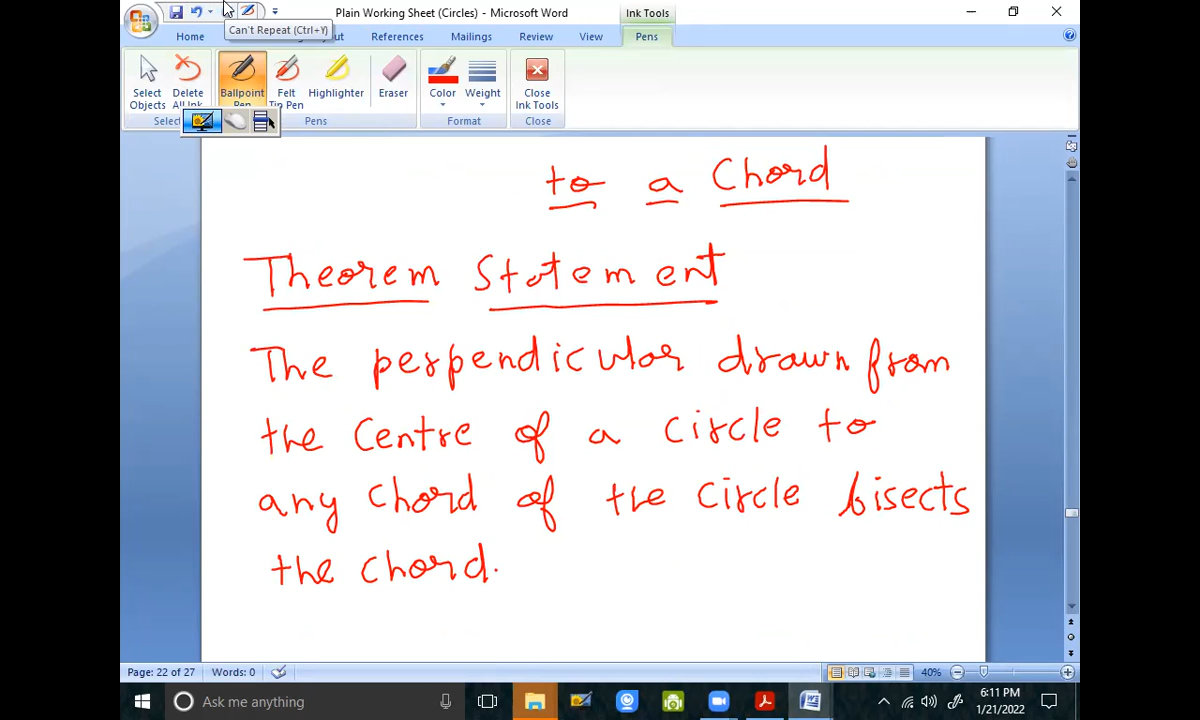 Plain Working Sheet (Circles) - Microsoft Word
Ink Tools
Can't Repeat (Ctrl+Y)
Home
References
Mailings
Review
View
Pens
Select Objects
Delete All Ink
Ballpoint Pen
Felt Tip Pen
Highlighter
Eraser
Color
Weight
Close Ink Tools
Pens
Format
Close
to a Chord
Theorem Statement
The perpendicular drawn from
the centre of a circle to
any chord of the circle bisects
the chord.
Page: 22 of 27
Words: 0
40%
Ask me anything
6:11 PM
1/21/2022